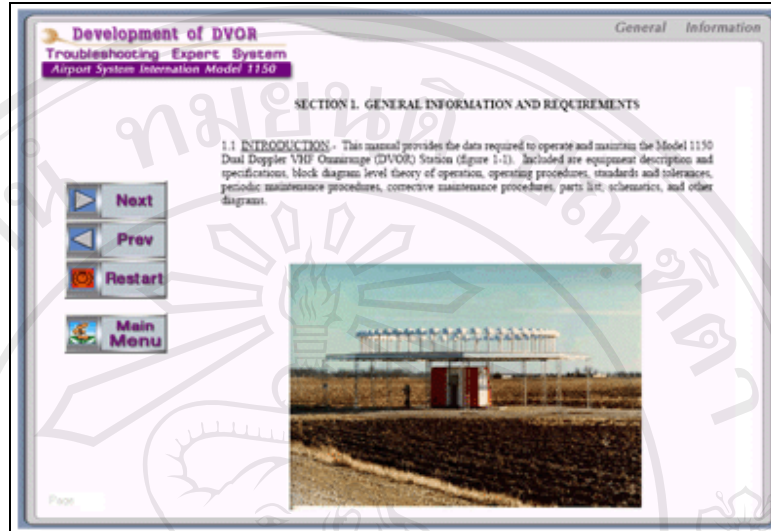 Development of DVOR
Troubleshooting Expert System
Airport System Internation Model 1150
General Information
SECTION 1. GENERAL INFORMATION AND REQUIREMENTS
1.1 INTRODUCTION.- This manual provides the data required to operate and maintain the Model 1150
Dual Doppler VHF Omnirange (DVOR) Station (figure 1-1). Included are equipment description and
specifications, block diagram level theory of operation, operating procedures, standards and tolerances,
periodic maintenance procedures, corrective maintenance procedures, parts list, schematics, and other
diagrams.
Next
Prev
Restart
Main
Menu
Page